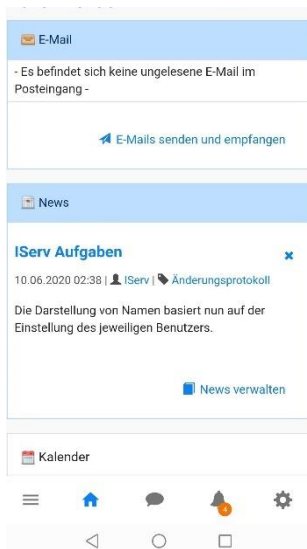 E-Mail
- Es befindet sich keine ungelesene E-Mail im
Posteingang -
E-Mails senden und empfangen
News
IServ Aufgaben
10.06.2020 02:38 | IServ | Änderungsprotokoll
Die Darstellung von Namen basiert nun auf der
Einstellung des jeweiligen Benutzers.
News verwalten
Kalender
4